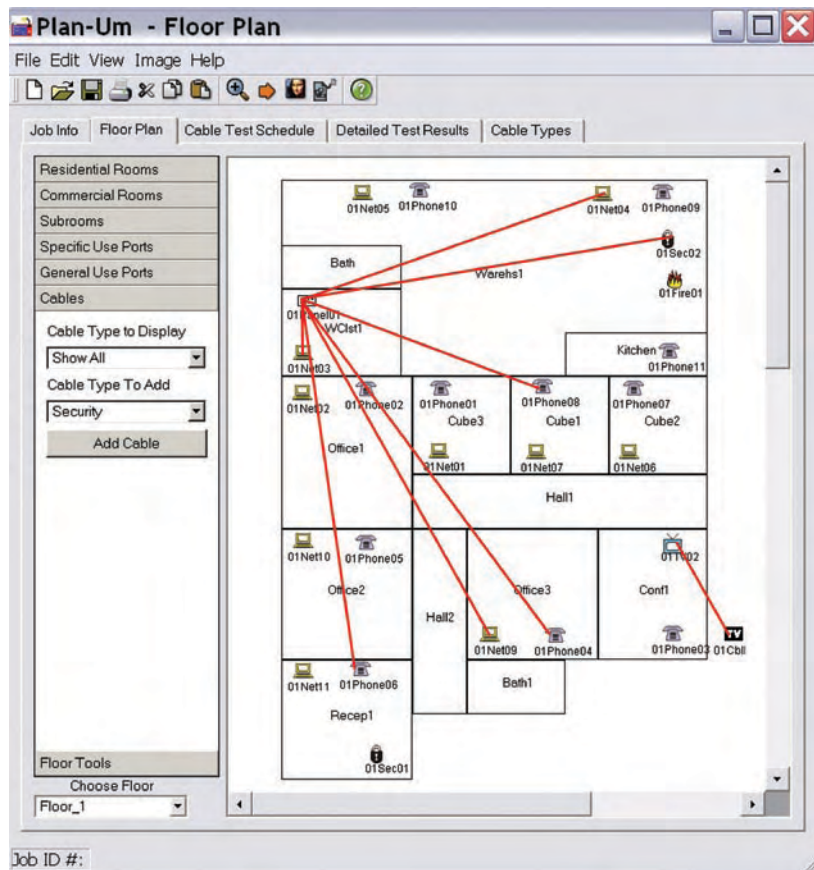 Plan-Um - Floor Plan
File Edit View Image Help
Job Info Floor Plan Cable Test Schedule Detailed Test Results Cable Types
Residential Rooms
Commercial Rooms
Subrooms
Specific Use Ports
General Use Ports
Cables
Cable Type to Display
Show All
Cable Type To Add
Security
Add Cable
Floor Tools
Choose Floor
Floor_1
01Net05 01Phone10 01Net04 01Phone09
01Sec02
Bath Warehs1
01Fire01
01Panel01
WClst1
Kitchen
01Net03 01Phone11
01Net02 01Phone02 01Phone01 01Phone08 01Phone07
Cube3 Cube1 Cube2
Office1
01Net01 01Net07 01Net06
Hall1
01Net10 01Phone05 01TV02
Office2 Office3 Conf1
Hall2
TV
01Net09 01Phone04 01Phone03 01Cbll
01Net11 01Phone06 Bath1
Recep1
01Sec01
Job ID #: